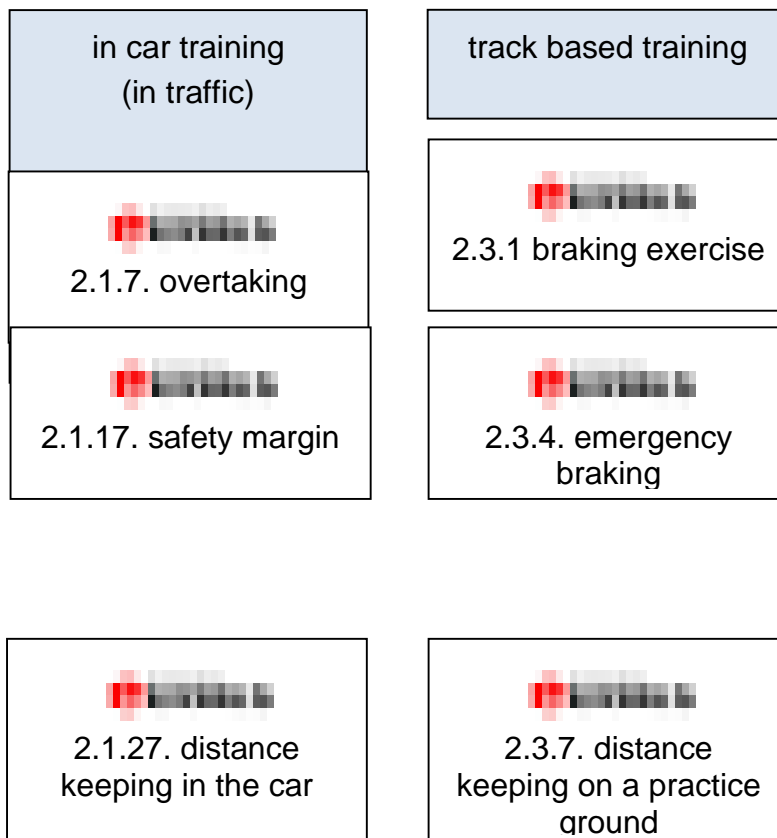 in car training
(in traffic)
2.1.7. overtaking
2.1.17. safety margin
2.1.27. distance
keeping in the car
track based training
2.3.1 braking exercise
2.3.4. emergency
braking
2.3.7. distance
keeping on a practice
ground